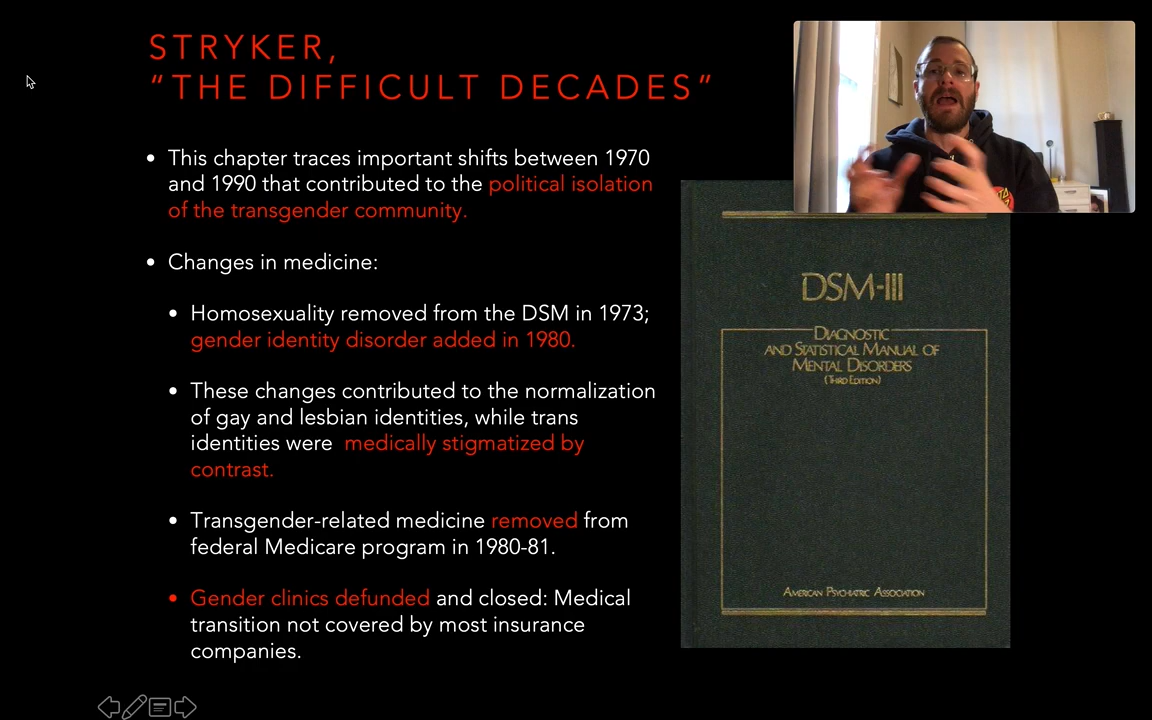 STRYKER,
“THE DIFFICULT DECADES”
• This chapter traces important shifts between 1970
and 1990 that contributed to the political isolation
of the transgender community.
• Changes in medicine:
• Homosexuality removed from the DSM in 1973;
gender identity disorder added in 1980.
• These changes contributed to the normalization
of gay and lesbian identities, while trans
identities were medically stigmatized by
contrast.
• Transgender-related medicine removed from
federal Medicare program in 1980-81.
• Gender clinics defunded and closed: Medical
transition not covered by most insurance
companies.
DSM-III
DIAGNOSTIC
AND STATISTICAL MANUAL OF
MENTAL DISORDERS
(THIRD EDITION)
AMERICAN PSYCHIATRIC ASSOCIATION